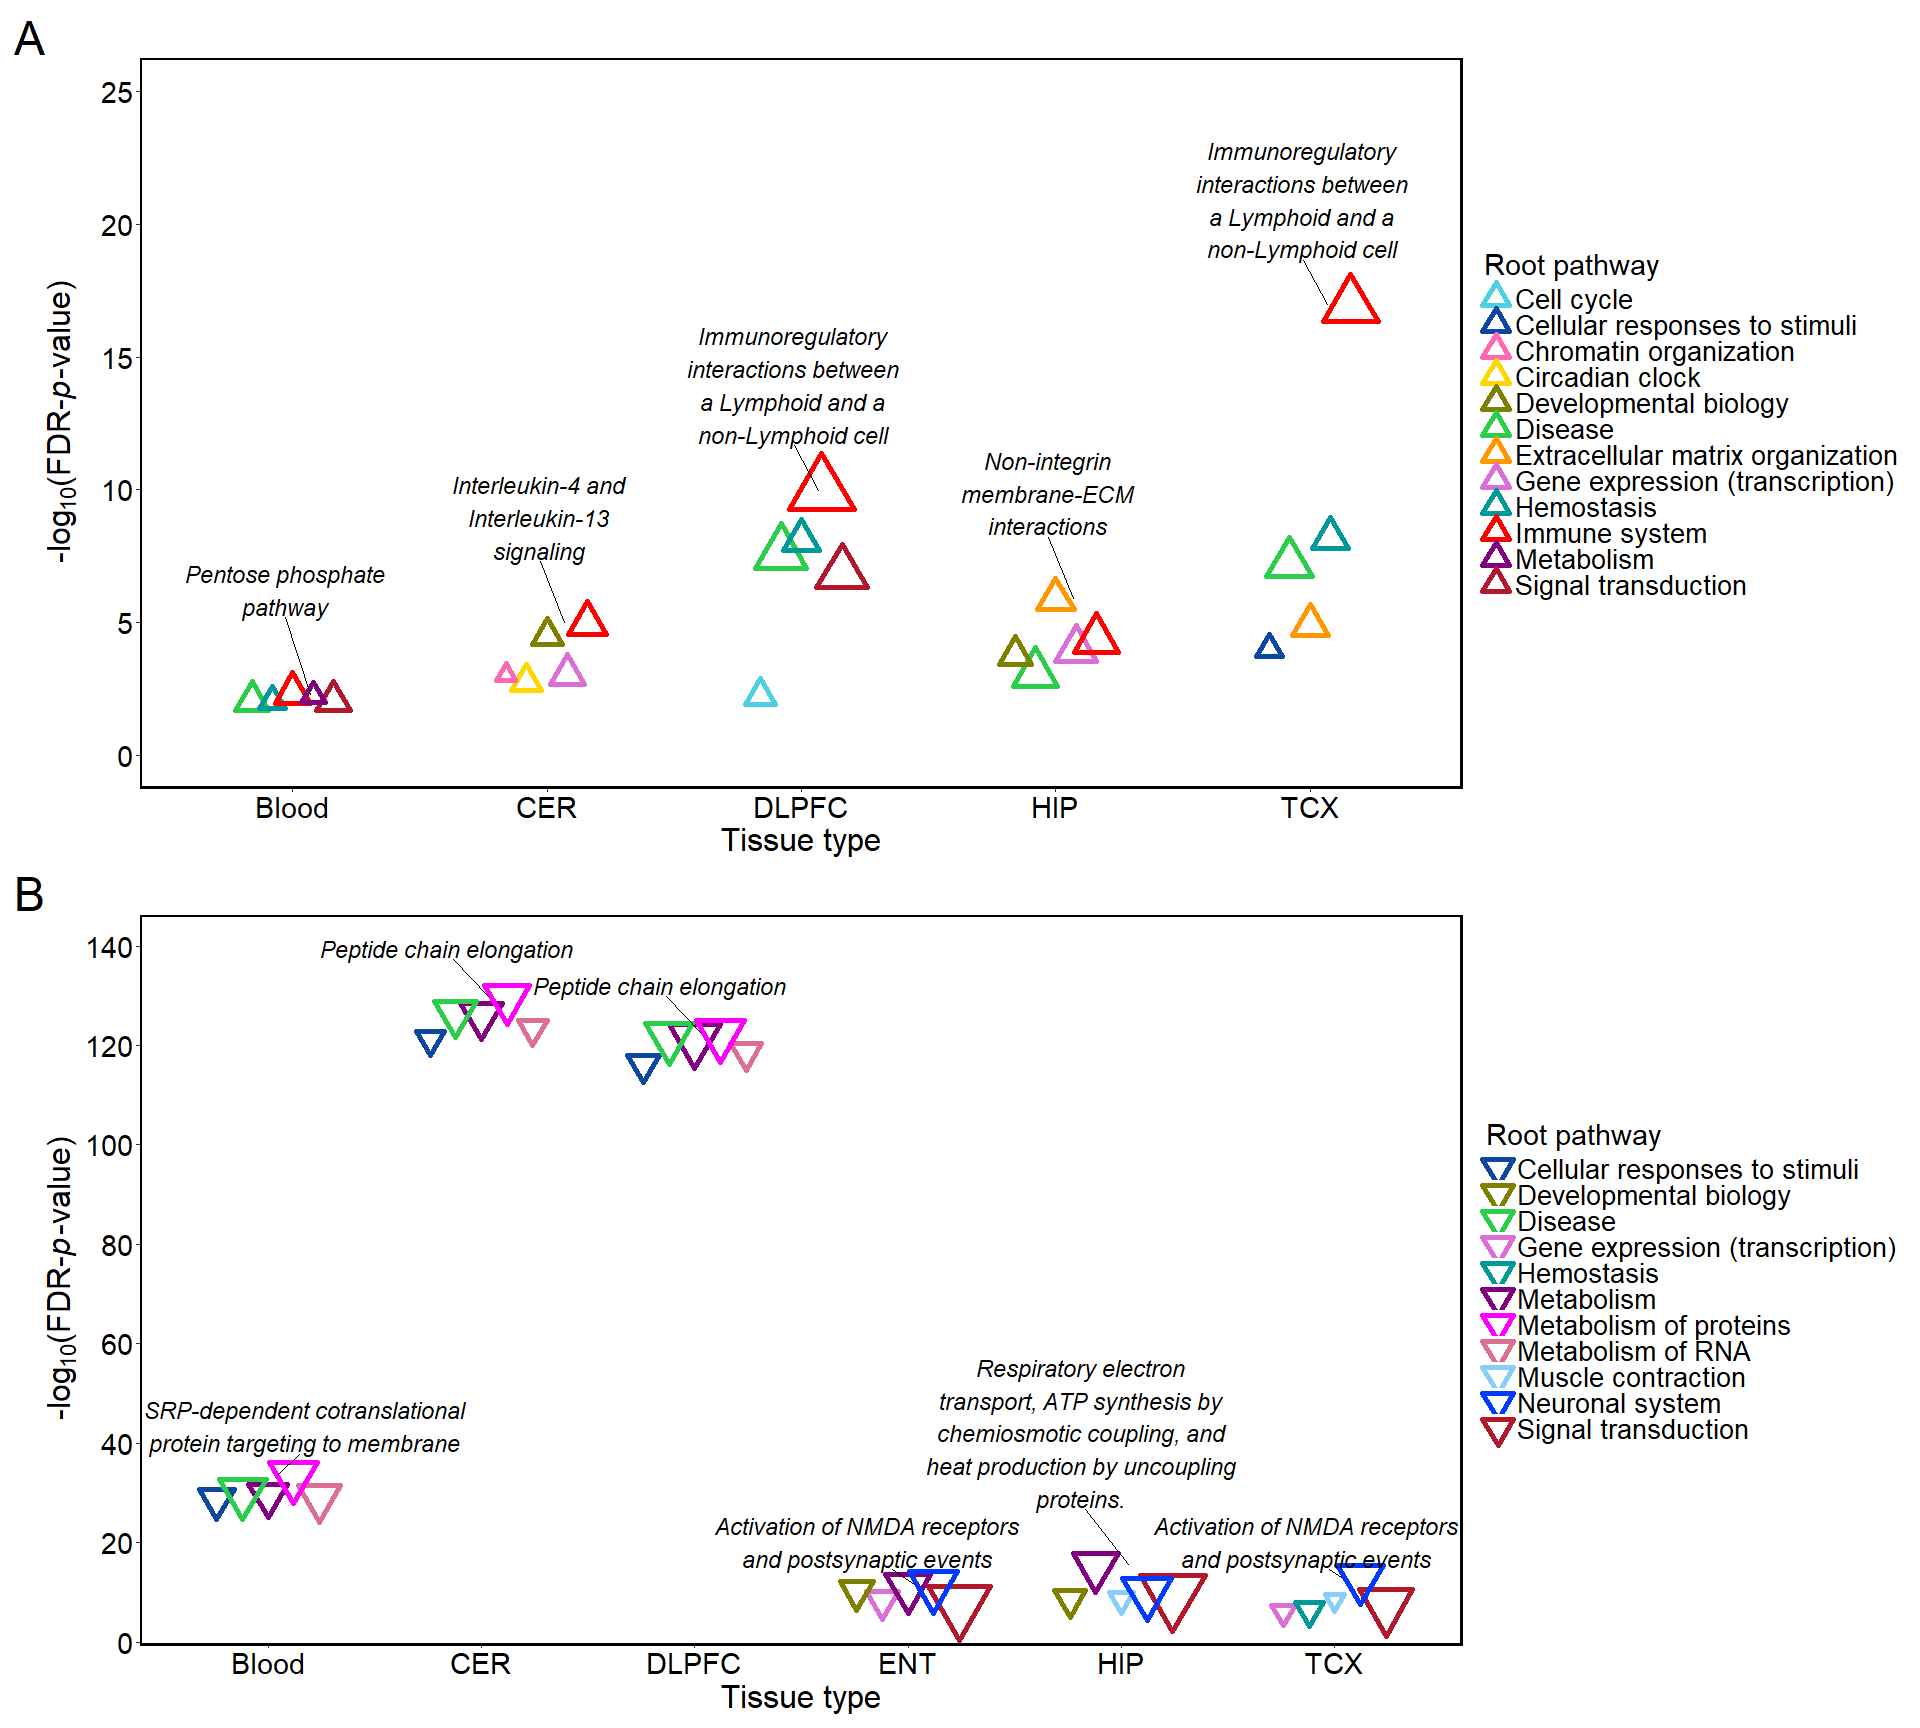 A
25
20
15
10
5
0
-log10(FDR-p-value)
Immunoregulatory
interactions between
a Lymphoid and a
non-Lymphoid cell
Immunoregulatory
interactions between
a Lymphoid and a
non-Lymphoid cell
Non-integrin
membrane-ECM
interactions
Interleukin-4 and
Interleukin-13
signaling
Pentose phosphate
pathway
Blood CER DLPFC HIP TCX
Tissue type
Root pathway
Cell cycle
Cellular responses to stimuli
Chromatin organization
Circadian clock
Developmental biology
Disease
Extracellular matrix organization
Gene expression (transcription)
Hemostasis
Immune system
Metabolism
Signal transduction
B
140
120
100
80
60
40
20
0
-log10(FDR-p-value)
Peptide chain elongation
Peptide chain elongation
SRP-dependent cotranslational
protein targeting to membrane
Respiratory electron
transport, ATP synthesis by
chemiosmotic coupling, and
heat production by uncoupling
proteins.
Activation of NMDA receptors
and postsynaptic events
Activation of NMDA receptors
and postsynaptic events
Blood CER DLPFC ENT HIP TCX
Tissue type
Root pathway
Cellular responses to stimuli
Developmental biology
Disease
Gene expression (transcription)
Hemostasis
Metabolism
Metabolism of proteins
Metabolism of RNA
Muscle contraction
Neuronal system
Signal transduction